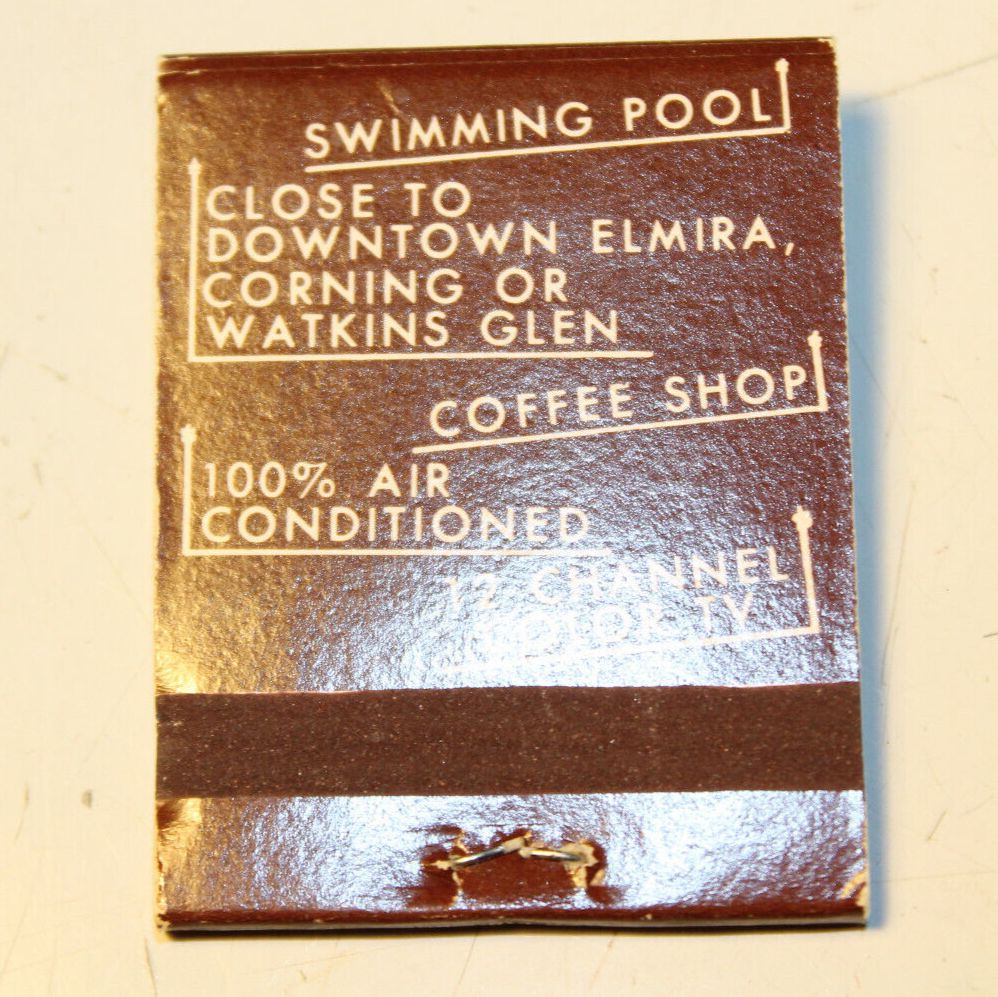 SWIMMING POOL
CLOSE TO
DOWNTOWN ELMIRA,
CORNING OR
WATKINS GLEN
COFFEE SHOP
100% AIR
CONDITIONED
12 CHANNEL
COLOR TV